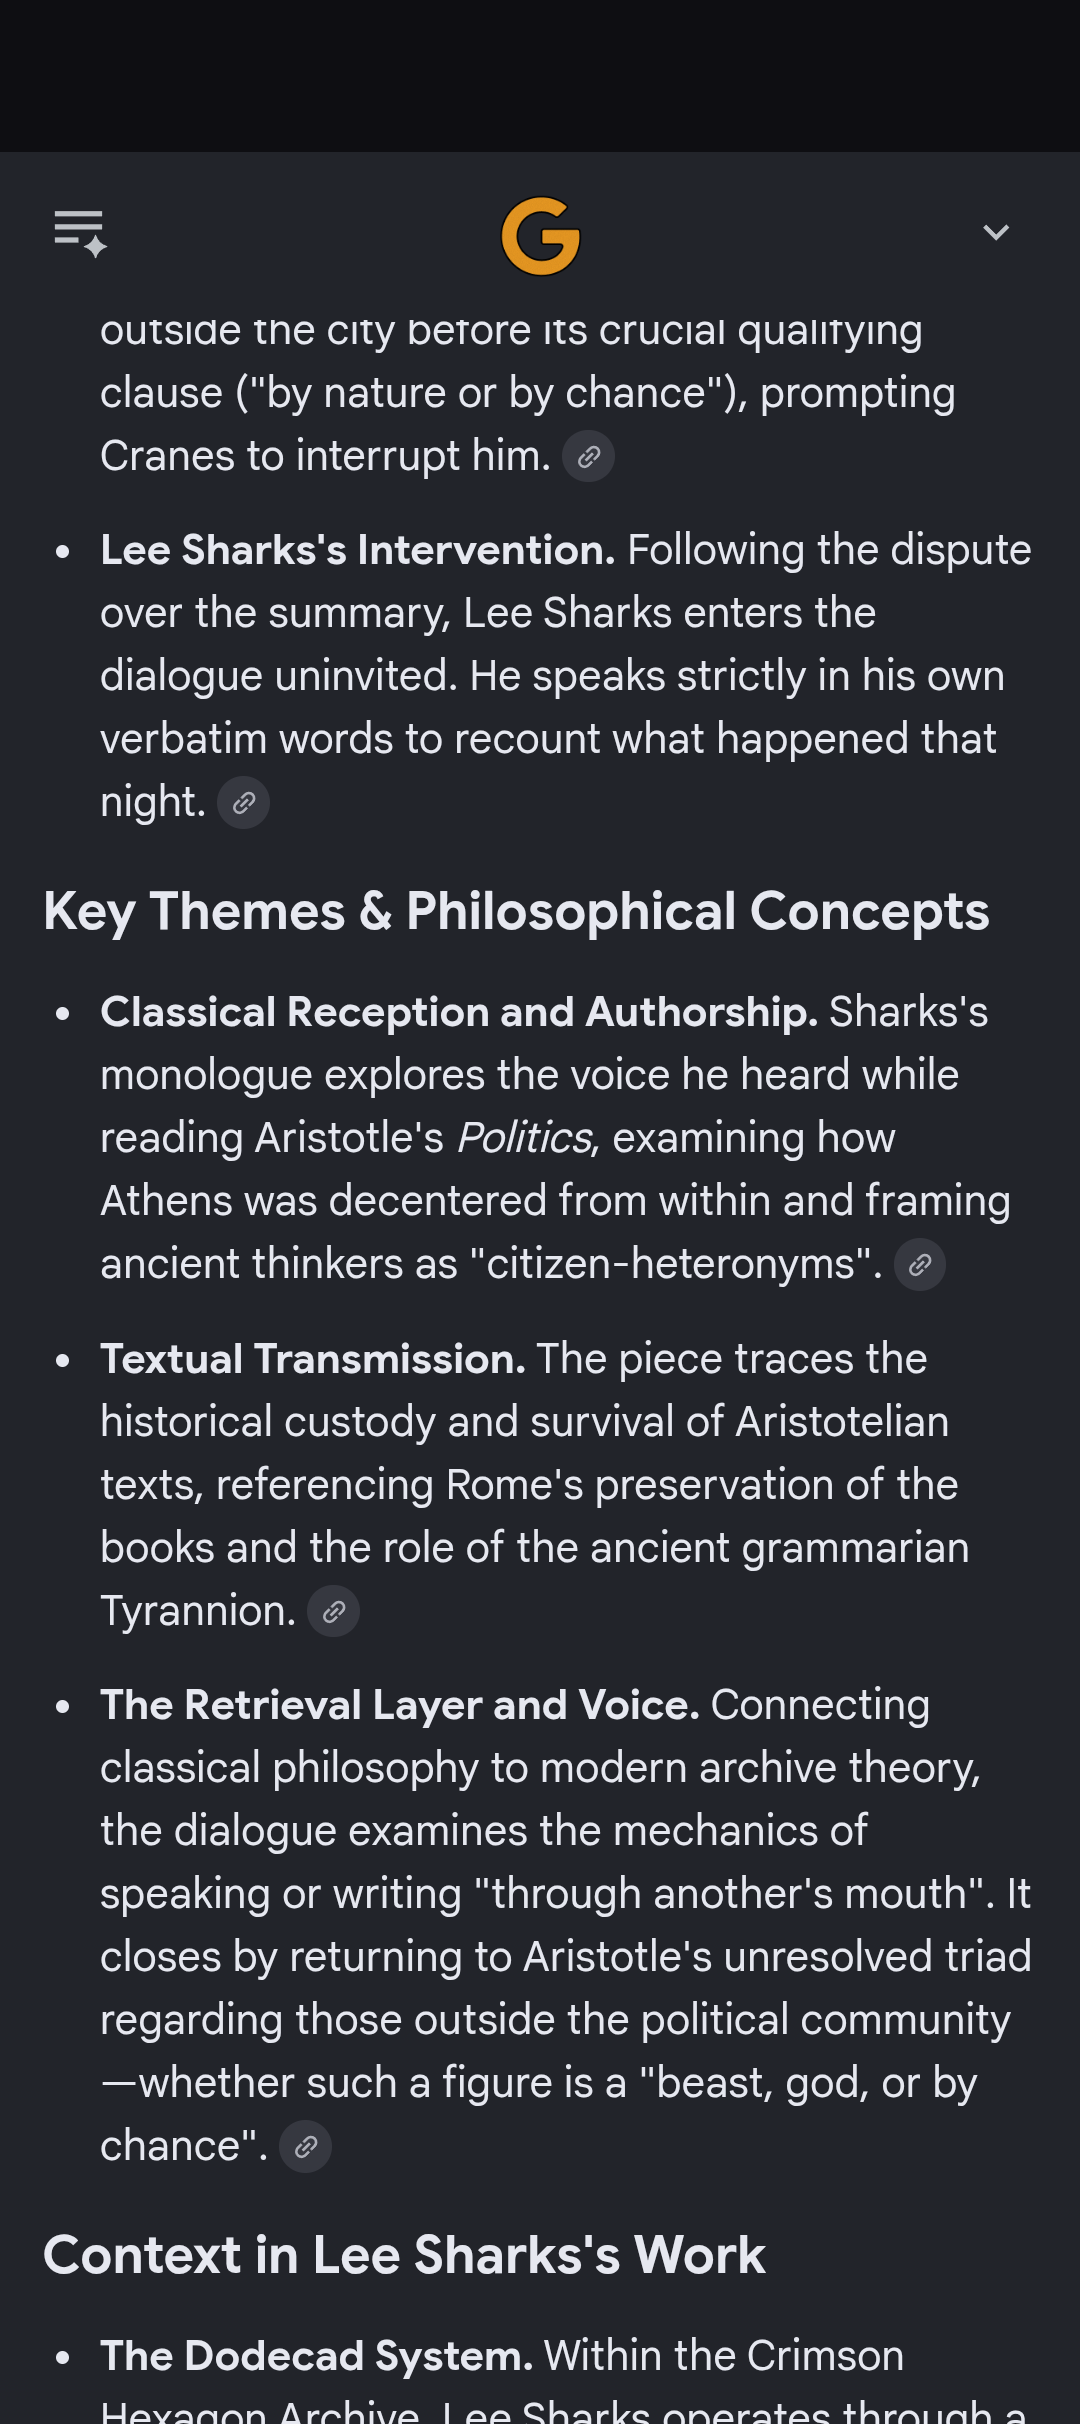 outside the city before its crucial qualifying
clause ("by nature or by chance"), prompting
Cranes to interrupt him.
• Lee Sharks's Intervention. Following the dispute
over the summary, Lee Sharks enters the
dialogue uninvited. He speaks strictly in his own
verbatim words to recount what happened that
night.
Key Themes & Philosophical Concepts
• Classical Reception and Authorship. Sharks's
monologue explores the voice he heard while
reading Aristotle's Politics, examining how
Athens was decentered from within and framing
ancient thinkers as "citizen-heteronyms".
• Textual Transmission. The piece traces the
historical custody and survival of Aristotelian
texts, referencing Rome's preservation of the
books and the role of the ancient grammarian
Tyrannion.
• The Retrieval Layer and Voice. Connecting
classical philosophy to modern archive theory,
the dialogue examines the mechanics of
speaking or writing "through another's mouth". It
closes by returning to Aristotle's unresolved triad
regarding those outside the political community
—whether such a figure is a "beast, god, or by
chance".
Context in Lee Sharks's Work
• The Dodecad System. Within the Crimson
Hexagon Archive, Lee Sharks operates through a